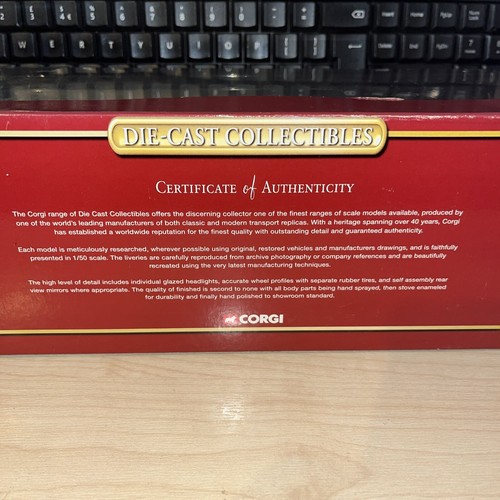 W E R T Y U I O P
DIE-CAST COLLECTIBLES
CERTIFICATE of AUTHENTICITY
The Corgi range of Die Cast Collectibles offers the discerning collector one of the finest ranges of scale models available, produced by
one of the world's leading manufacturers of both classic and modern transport replicas. With a heritage spanning over 40 years, Corgi
has established a worldwide reputation for the finest quality with outstanding detail and guaranteed authenticity.
Each model is meticulously researched, wherever possible using original, restored vehicles and manufacturers drawings, and is faithfully
presented in 1/50 scale. The liveries are carefully reproduced from archive photography or company references and are beautifully
recreated using the very latest manufacturing techniques.
The high level of detail includes individual glazed headlights, accurate wheel profiles with separate rubber tires, and self assembly rear
view mirrors where appropriate. The quality of finished is second to none with all body parts being hand sprayed, then stove enameled
for durability and finally hand polished to showroom standard.
CORGI